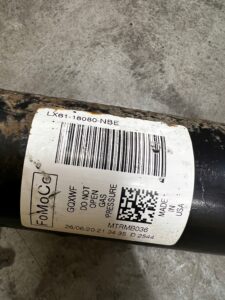 LX61-18080-NBE
FoMoCo
GQXWF
DO NOT
OPEN
GAS
PRESSURE
MTRMB036
MADE IN
USA
26/06/20 21 34 35 D 2544